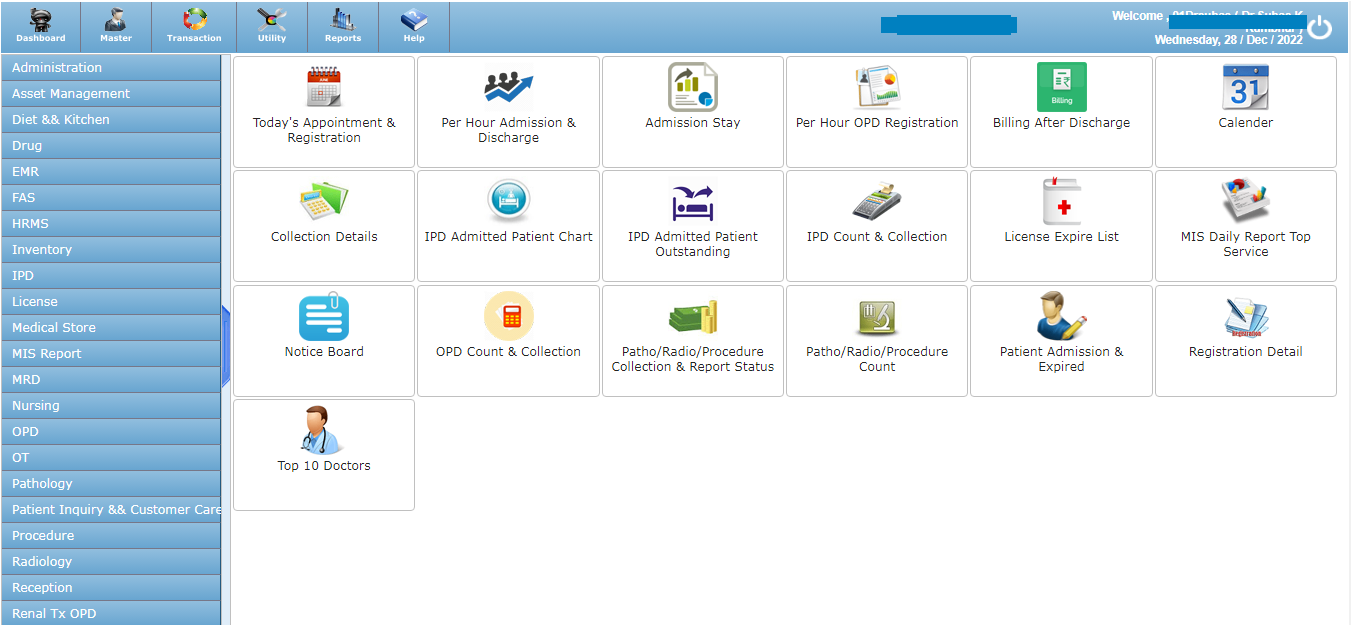 Dashboard
Master
Transaction
Utility
Reports
Help
Welcome
Wednesday, 28 / Dec / 2022
Administration
Asset Management
Diet && Kitchen
Drug
EMR
FAS
HRMS
Inventory
IPD
License
Medical Store
MIS Report
MRD
Nursing
OPD
OT
Pathology
Patient Inquiry && Customer Care
Procedure
Radiology
Reception
Renal Tx OPD
Today's Appointment &
Registration
Per Hour Admission &
Discharge
Admission Stay
Per Hour OPD Registration
Billing
Billing After Discharge
31
Calender
Collection Details
IPD Admitted Patient Chart
IPD Admitted Patient
Outstanding
IPD Count & Collection
License Expire List
MIS Daily Report Top
Service
Notice Board
OPD Count & Collection
Patho/Radio/Procedure
Collection & Report Status
Patho/Radio/Procedure
Count
Patient Admission &
Expired
Registration
Registration Detail
Top 10 Doctors